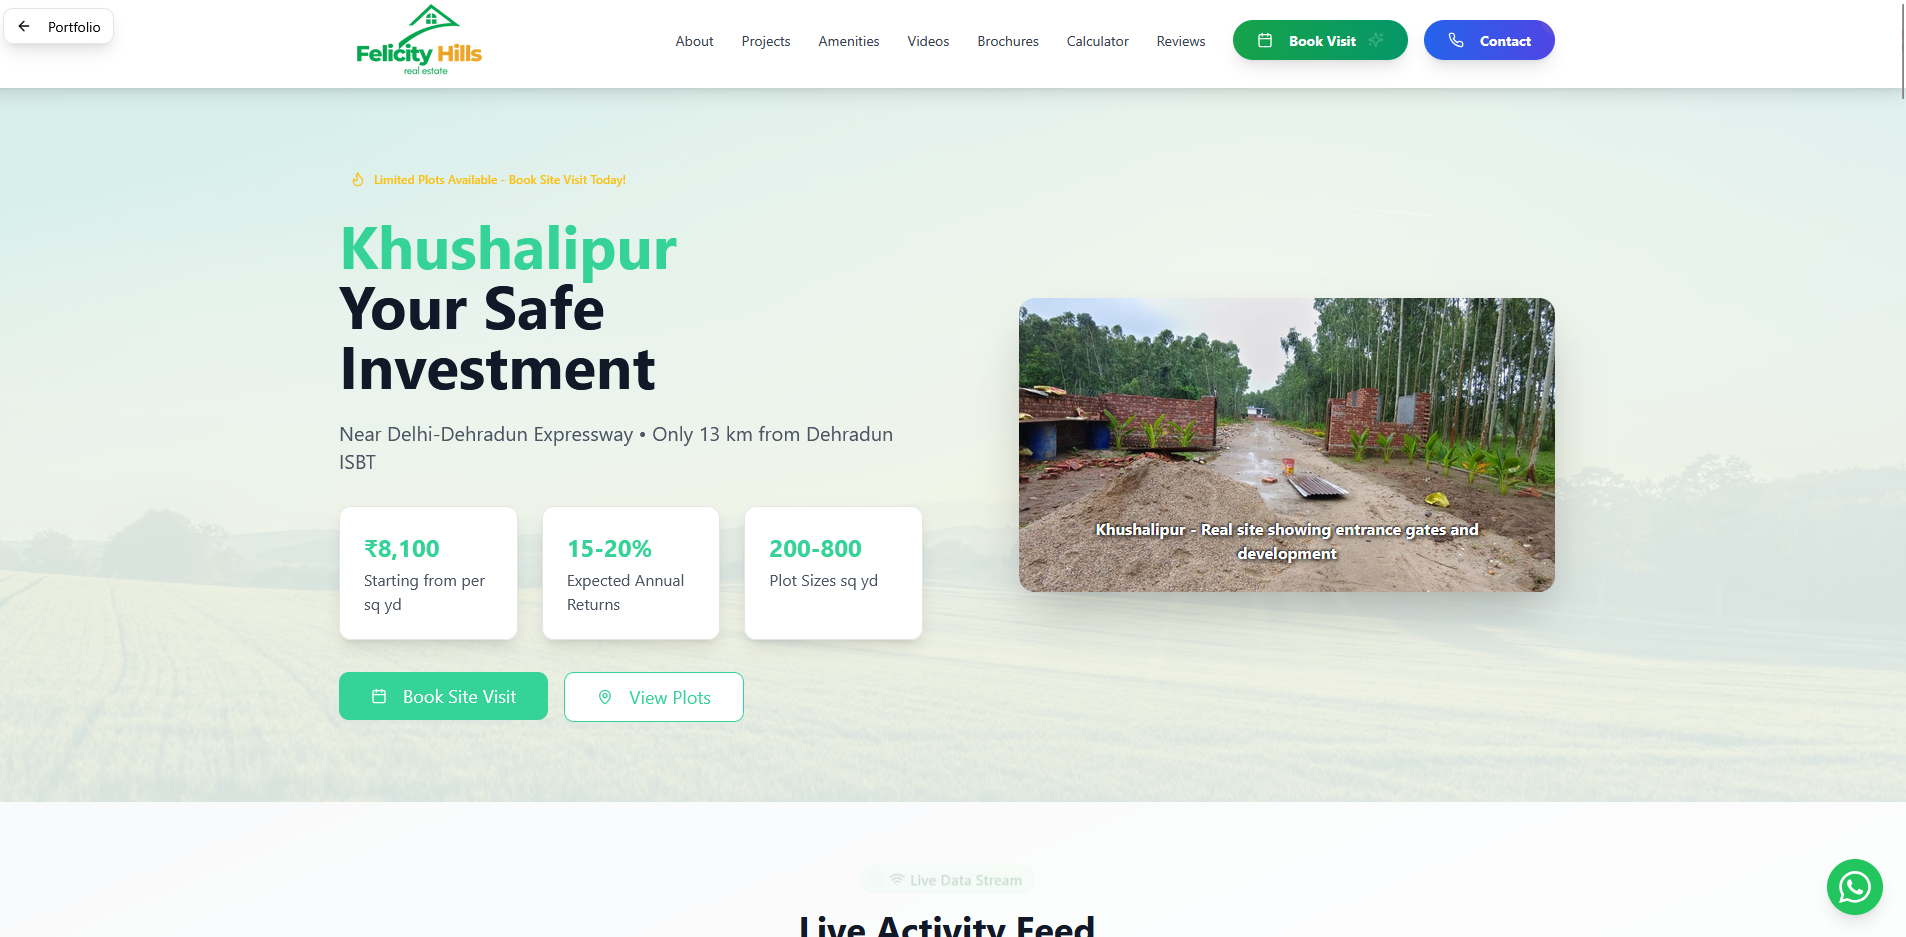 Portfolio
Felicity Hills
real estate
About
Projects
Amenities
Videos
Brochures
Calculator
Reviews
Book Visit
Contact
Limited Plots Available - Book Site Visit Today!
Khushalipur
Your Safe
Investment
Near Delhi-Dehradun Expressway • Only 13 km from Dehradun
ISBT
₹8,100
Starting from per
sq yd
15-20%
Expected Annual
Returns
200-800
Plot Sizes sq yd
Book Site Visit
View Plots
Khushalipur - Real site showing entrance gates and
development
Live Data Stream
Live Activity Feed